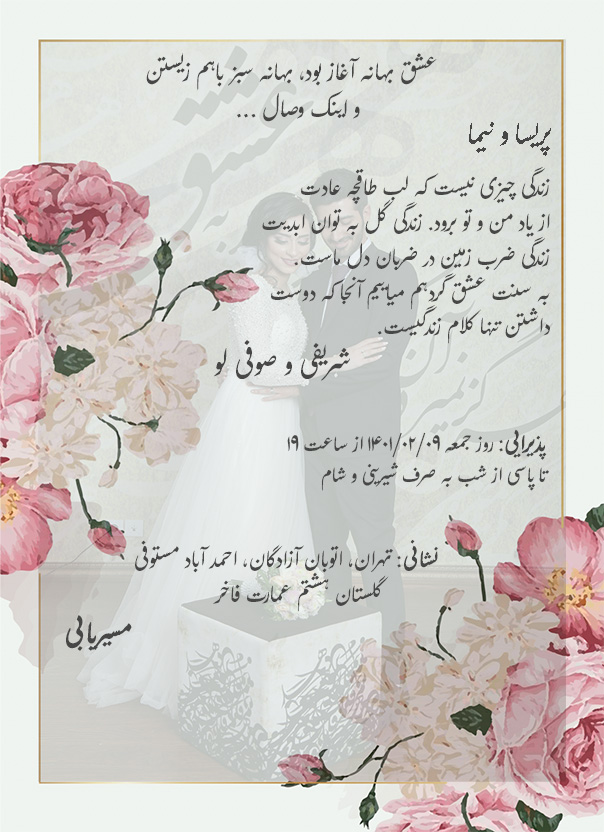 عشق بهانه آغاز بود، بهانه سبز باهم زیستن
و اینک وصال ...
پریسا و نیما
زندگی چیزی نیست که لب طاقچه عادت
از یاد من و تو برود. زندگی گل به توان ابدیت
زندگی ضرب زمین در ضربان دل ماست.
به سنت عشق گردهم میاییم آنجا که دوست
داشتن تنها کلام زندگیست.
شریفی و صوفی لو
پذیرایی: روز جمعه ۱۴۰۱/۰۲/۰۹ از ساعت ۱۹
تا پاسی از شب به صرف شیرینی و شام
نشانی: تهران، اتوبان آزادگان، احمد آباد مستوفی
گلستان هشتم عمارت فاخر
مسیریابی